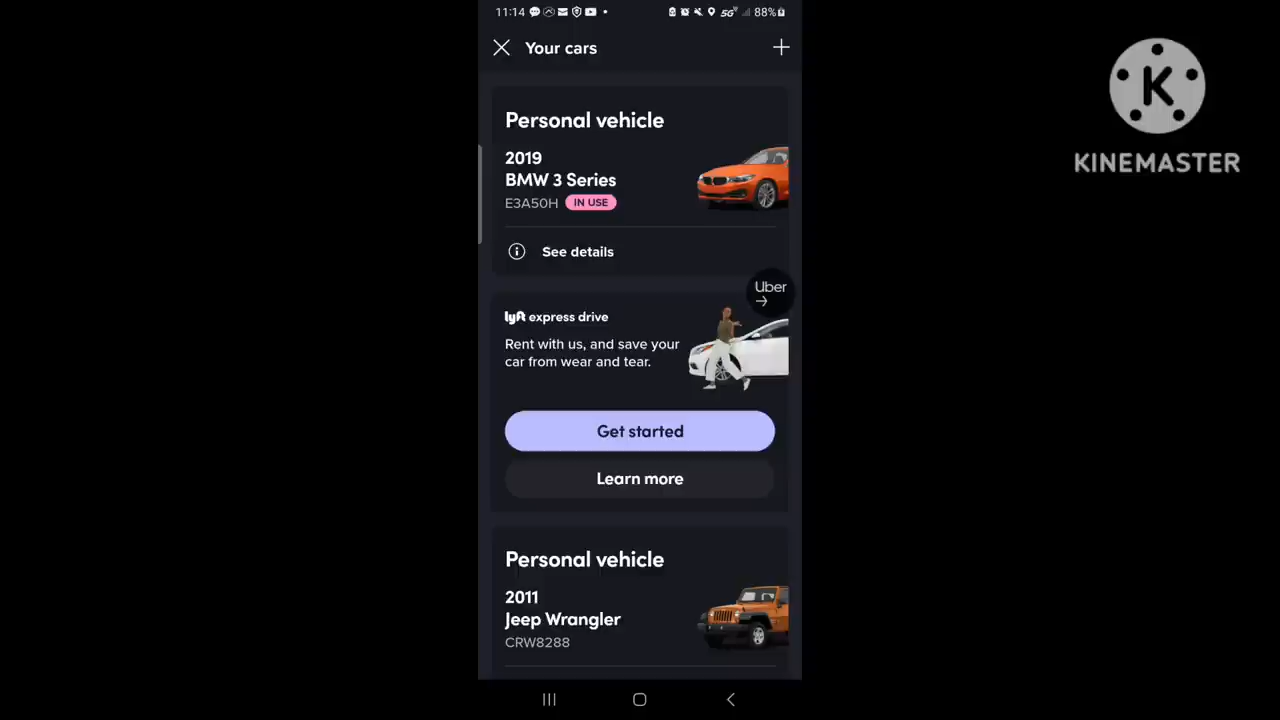 11:14
5G
88%
Your cars
Personal vehicle
2019
BMW 3 Series
E3A50H IN USE
See details
Uber
lyft express drive
Rent with us, and save your
car from wear and tear.
Get started
Learn more
Personal vehicle
2011
Jeep Wrangler
CRW8288
K
KINEMASTER